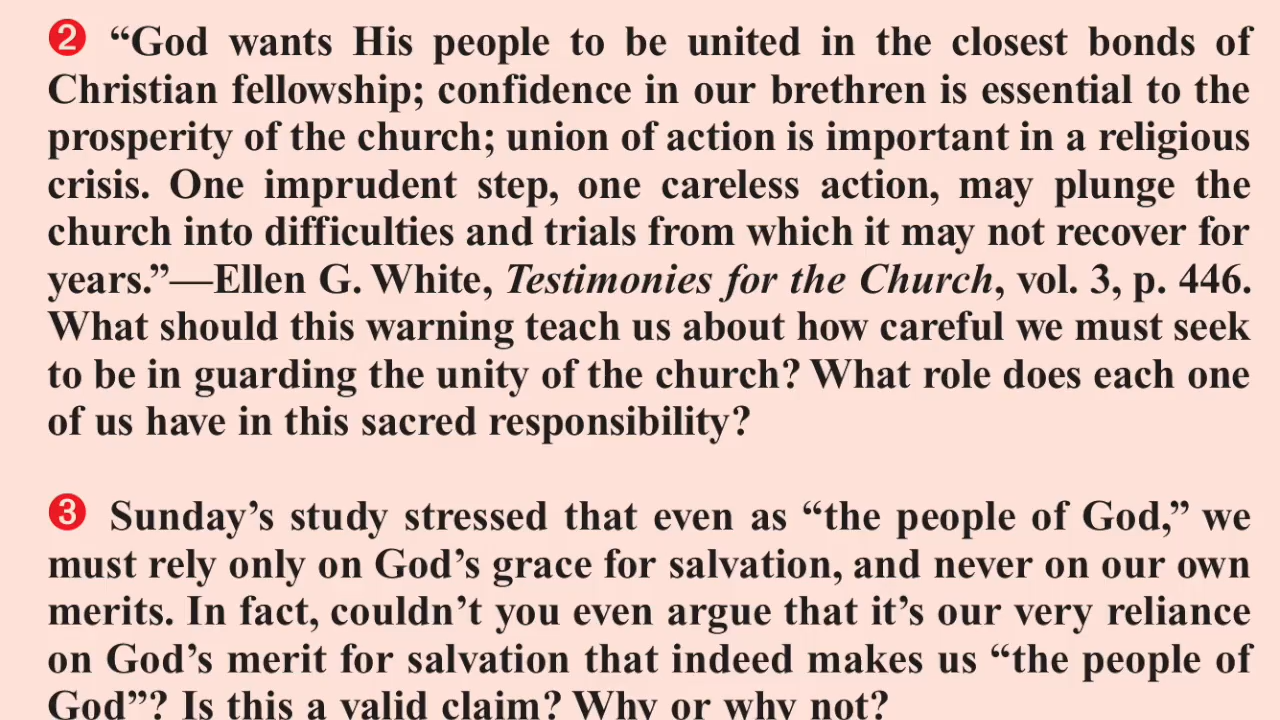 ❷ “God wants His people to be united in the closest bonds of
Christian fellowship; confidence in our brethren is essential to the
prosperity of the church; union of action is important in a religious
crisis. One imprudent step, one careless action, may plunge the
church into difficulties and trials from which it may not recover for
years.”—Ellen G. White, Testimonies for the Church, vol. 3, p. 446.
What should this warning teach us about how careful we must seek
to be in guarding the unity of the church? What role does each one
of us have in this sacred responsibility?
❸ Sunday’s study stressed that even as “the people of God,” we
must rely only on God’s grace for salvation, and never on our own
merits. In fact, couldn’t you even argue that it’s our very reliance
on God’s merit for salvation that indeed makes us “the people of
God”? Is this a valid claim? Why or why not?